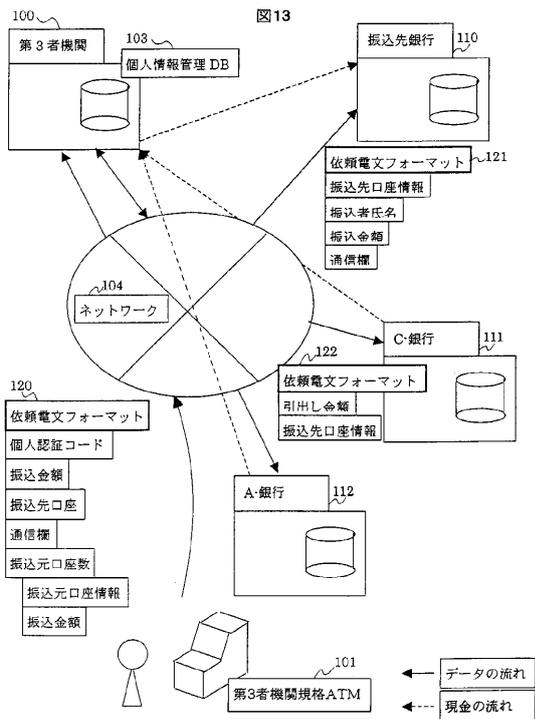 図13
100
第3者機関
103
個人情報管理DB
振込先銀行
110
依頼電文フォーマット
121
振込先口座情報
振込者氏名
振込金額
通信欄
104
ネットワーク
C-銀行
111
122
依頼電文フォーマット
引出し金額
振込先口座情報
120
依頼電文フォーマット
個人認証コード
振込金額
振込先口座
通信欄
振込元口座数
振込元口座情報
振込金額
A-銀行
112
101
第3者機関規格ATM
データの流れ
現金の流れ